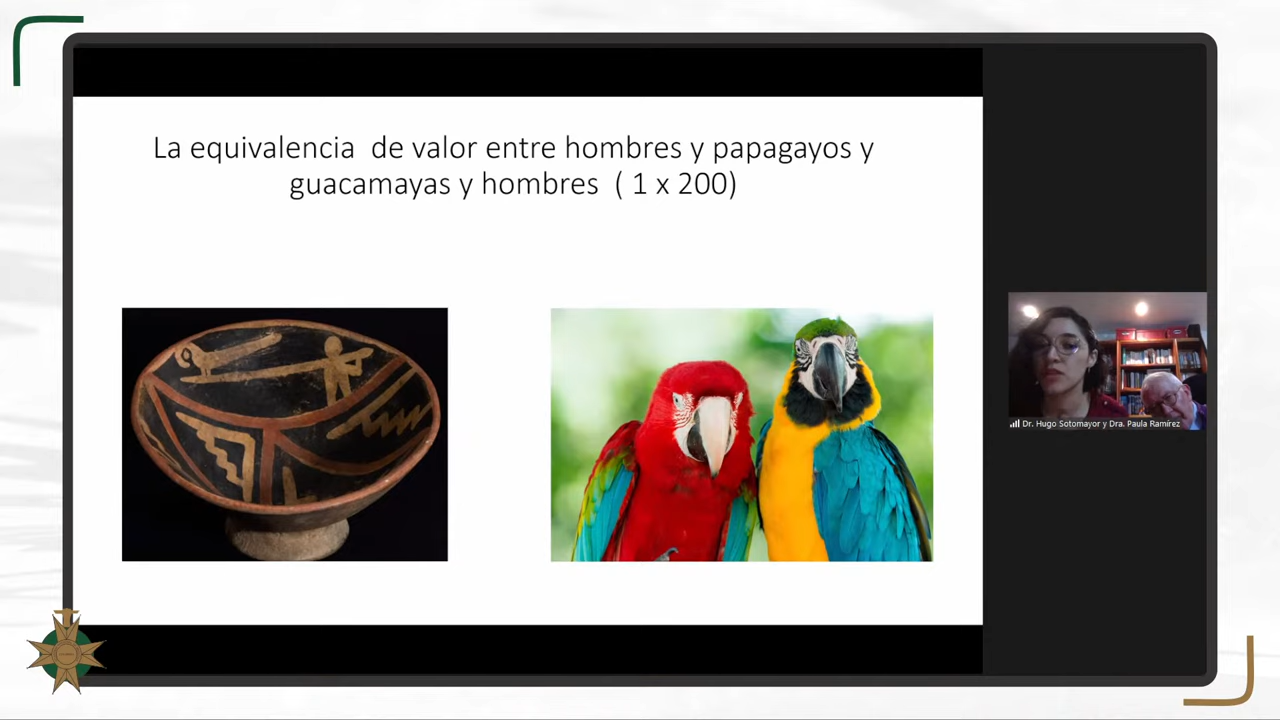 La equivalencia de valor entre hombres y papagayos y
guacamayas y hombres ( 1 x 200)
Dr. Hugo Sotomayor y Dra. Paula Ramírez